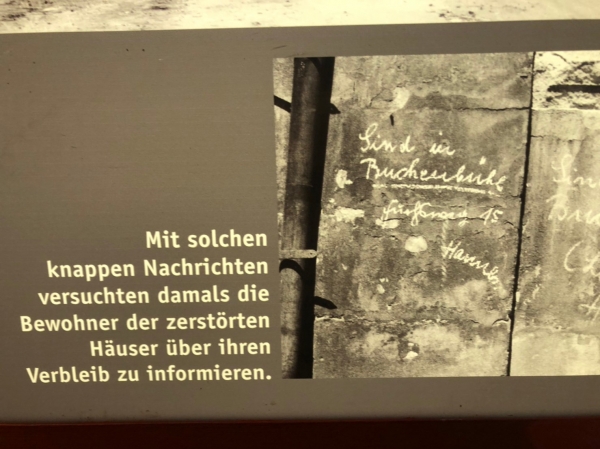 Mit solchen
knappen Nachrichten
versuchten damals die
Bewohner der zerstörten
Häuser über ihren
Verbleib zu informieren.
Sind in
Buchenbühl
15